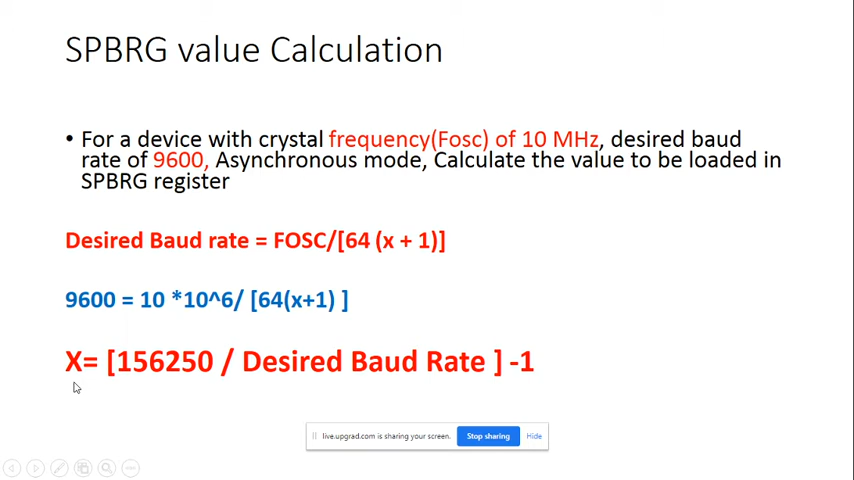 SPBRG value Calculation
• For a device with crystal frequency(Fosc) of 10 MHz, desired baud
rate of 9600, Asynchronous mode, Calculate the value to be loaded in
SPBRG register
Desired Baud rate = FOSC/[64 (x + 1)]
9600 = 10 *10^6/ [64(x+1) ]
X= [156250 / Desired Baud Rate ] -1
live.upgrad.com is sharing your screen. Stop sharing Hide